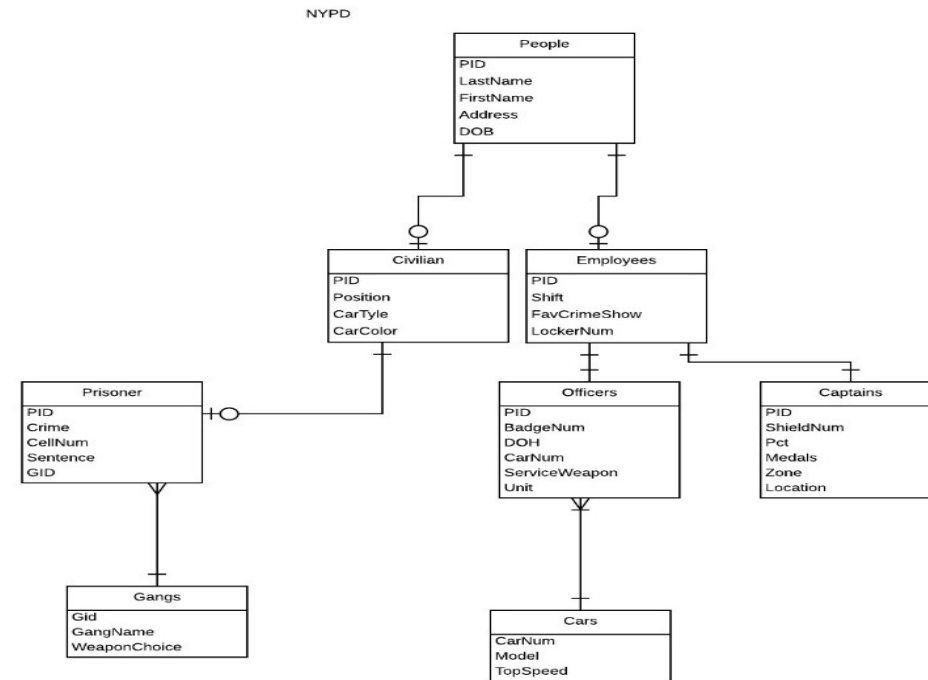 NYPD
People
PID
LastName
FirstName
Address
DOB
Civilian
PID
Position
CarTyle
CarColor
Employees
PID
Shift
FavCrimeShow
LockerNum
Prisoner
PID
Crime
CellNum
Sentence
GID
Officers
PID
BadgeNum
DOH
CarNum
ServiceWeapon
Unit
Captains
PID
ShieldNum
Pct
Medals
Zone
Location
Gangs
Gid
GangName
WeaponChoice
Cars
CarNum
Model
TopSpeed